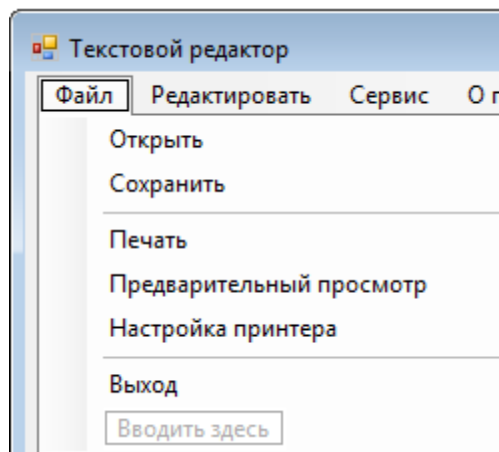 Текстовой редактор
Файл Редактировать Сервис О
Открыть
Сохранить
Печать
Предварительный просмотр
Настройка принтера
Выход
Вводить здесь